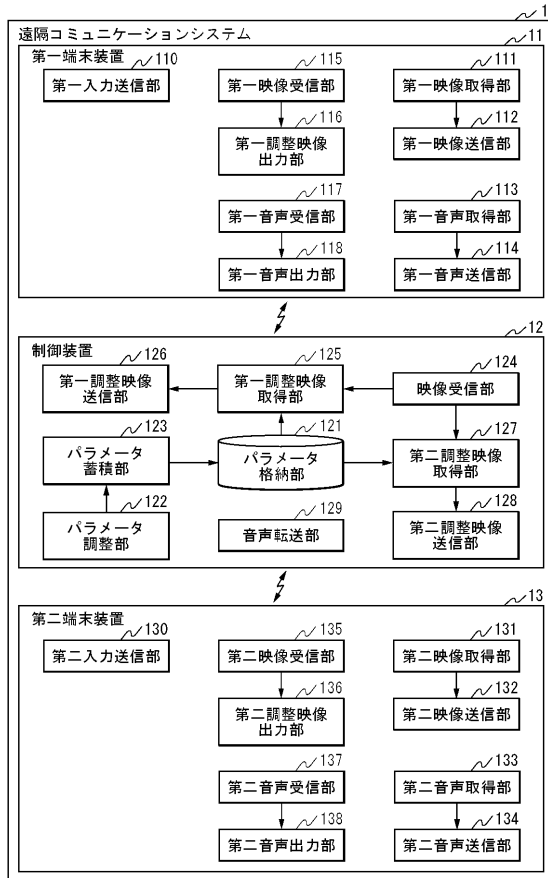 1
遠隔コミュニケーションシステム
11
第一端末装置
110
第一入力送信部
115
第一映像受信部
111
第一映像取得部
116
第一調整映像
出力部
112
第一映像送信部
117
第一音声受信部
113
第一音声取得部
118
第一音声出力部
114
第一音声送信部
12
制御装置
126
第一調整映像
送信部
125
第一調整映像
取得部
124
映像受信部
123
パラメータ
蓄積部
121
パラメータ
格納部
127
第二調整映像
取得部
122
パラメータ
調整部
129
音声転送部
128
第二調整映像
送信部
13
第二端末装置
130
第二入力送信部
135
第二映像受信部
131
第二映像取得部
136
第二調整映像
出力部
132
第二映像送信部
137
第二音声受信部
133
第二音声取得部
138
第二音声出力部
134
第二音声送信部